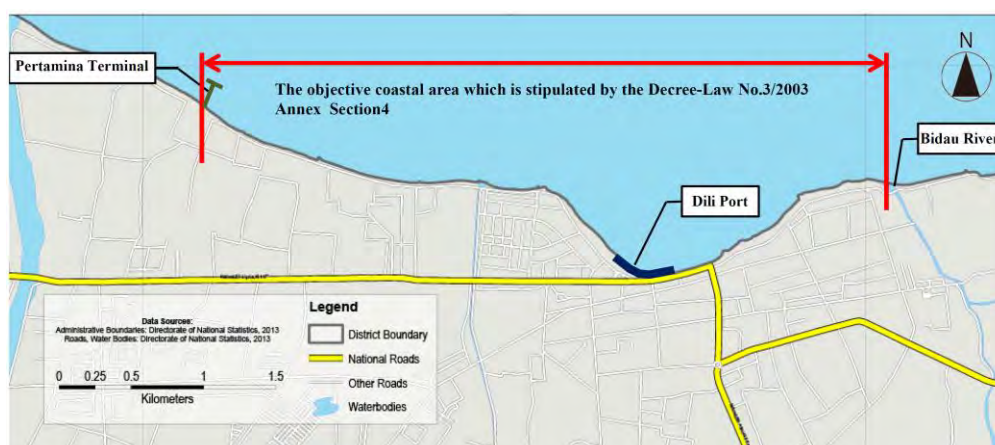 N
Pertamina Terminal
The objective coastal area which is stipulated by the Decree-Law No.3/2003
Annex Section4
Bidau River
Dili Port
Legend
Data Sources:
Administrative Boundaries: Directorate of National Statistics, 2013
Roads, Water Bodies: Directorate of National Statistics, 2013
District Boundary
National Roads
Other Roads
Waterbodies
0 0.25 0.5 1 1.5
Kilometers